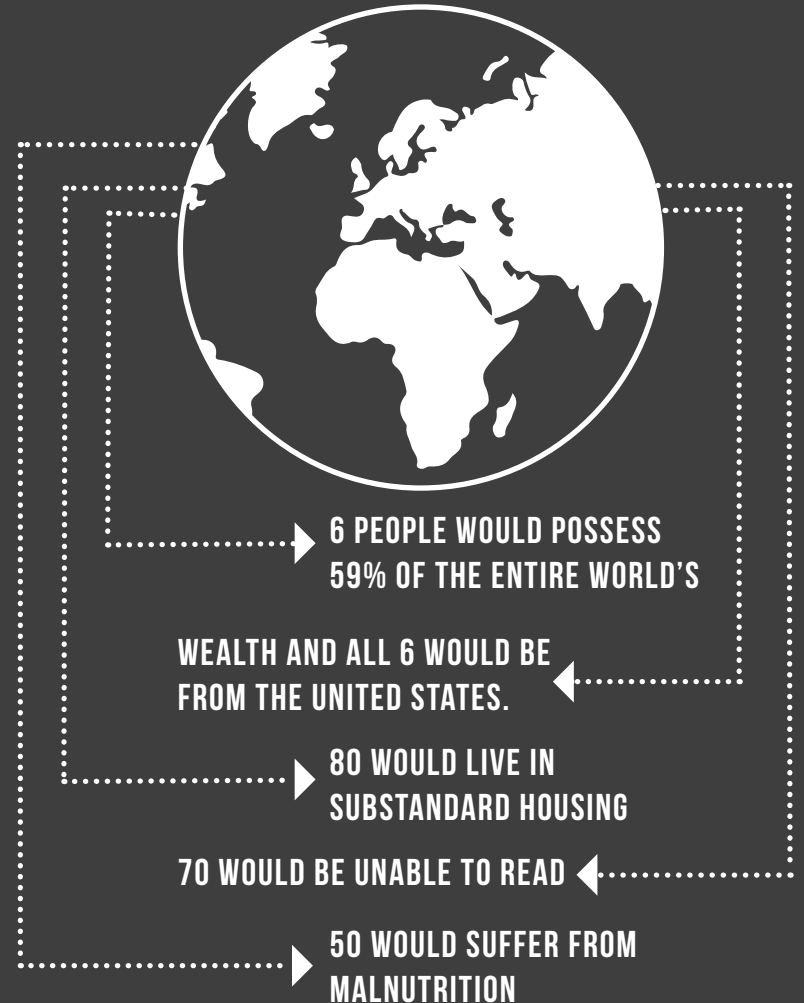 6 PEOPLE WOULD POSSESS
59% OF THE ENTIRE WORLD'S
WEALTH AND ALL 6 WOULD BE
FROM THE UNITED STATES.
80 WOULD LIVE IN
SUBSTANDARD HOUSING
70 WOULD BE UNABLE TO READ
50 WOULD SUFFER FROM
MALNUTRITION